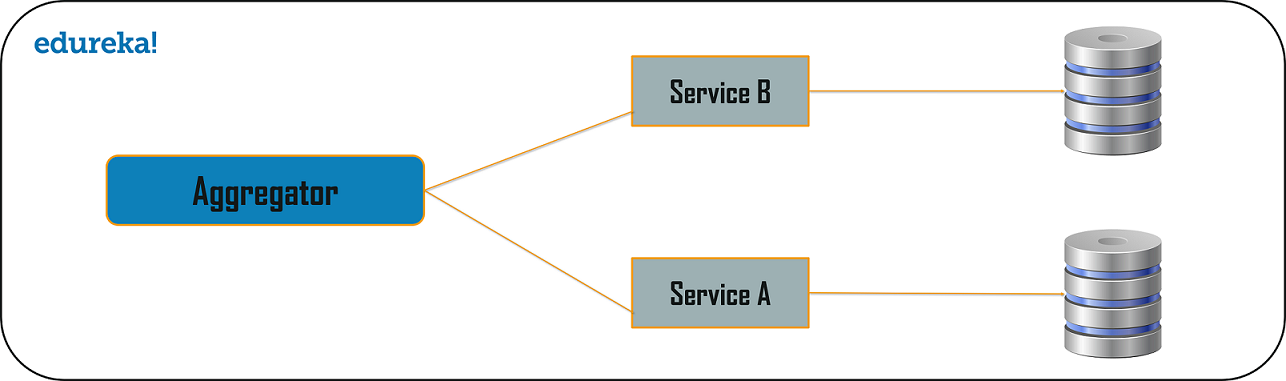 edureka!
Service B
Aggregator
Service A